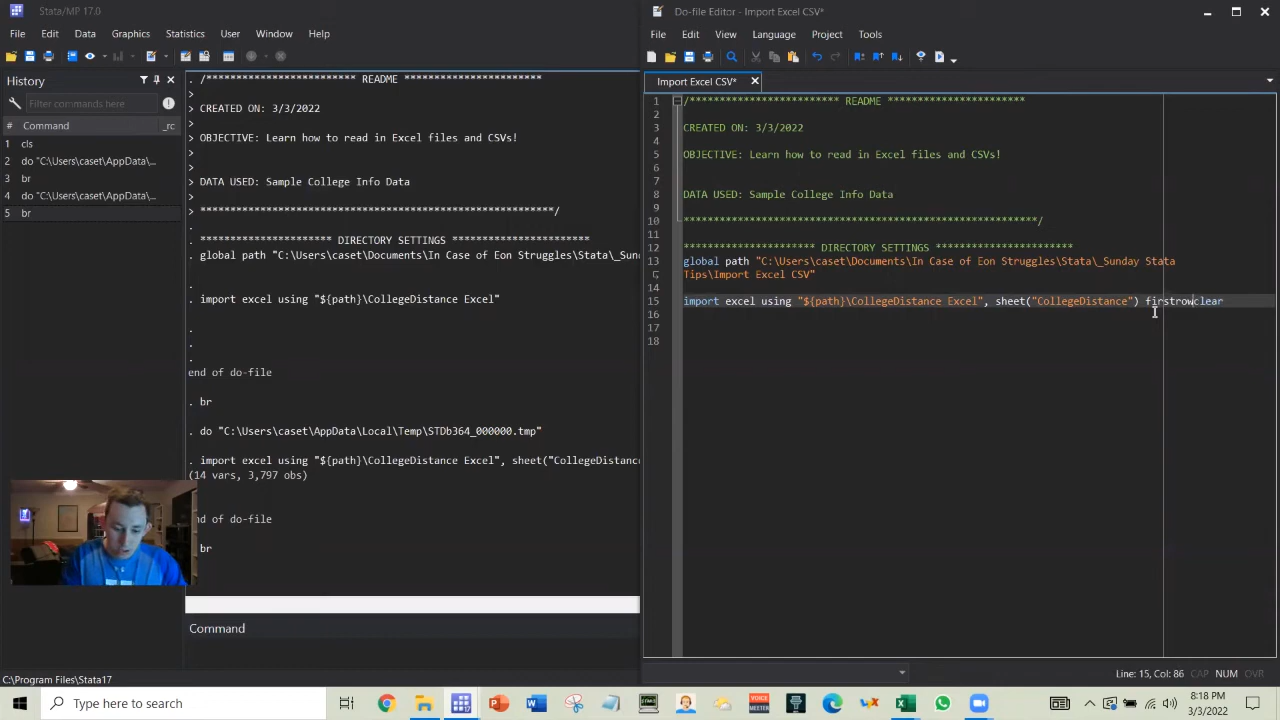 Stata/MP 17.0
File Edit Data Graphics Statistics User Window Help
History
Filter commands here
# Command _rc
1 cls
2 do "C:\Users\caset\AppData\...
3 br
4 do "C:\Users\caset\AppData\...
5 br
. /************************* README ***********************
>
> CREATED ON: 3/3/2022
>
> OBJECTIVE: Learn how to read in Excel files and CSVs!
>
>
> DATA USED: Sample College Info Data
>
> ***********************************************************/
.
. ********************** DIRECTORY SETTINGS ***********************
. global path "C:\Users\caset\Documents\In Case of Eon Struggles\Stata\_Sun
.
. import excel using "${path}\CollegeDistance Excel"
.
.
.
end of do-file
. br
. do "C:\Users\caset\AppData\Local\Temp\STDb364_000000.tmp"
. import excel using "${path}\CollegeDistance Excel", sheet("CollegeDistanc
(14 vars, 3,797 obs)
end of do-file
br
Command
C:\Program Files\Stata17
Do-file Editor - Import Excel CSV*
File Edit View Language Project Tools
Import Excel CSV*
1 /************************* README ***********************
2
3 CREATED ON: 3/3/2022
4
5 OBJECTIVE: Learn how to read in Excel files and CSVs!
6
7
8 DATA USED: Sample College Info Data
9
10 ***********************************************************/
11
12 ********************** DIRECTORY SETTINGS ***********************
13 global path "C:\Users\caset\Documents\In Case of Eon Struggles\Stata\_Sunday Stata
Tips\Import Excel CSV"
14
15 import excel using "${path}\CollegeDistance Excel", sheet("CollegeDistance") firstrowclear
16
17
18
Line: 15, Col: 86 CAP NUM OVR
Type here to search
VOICE MEETER
8:18 PM
3/3/2022